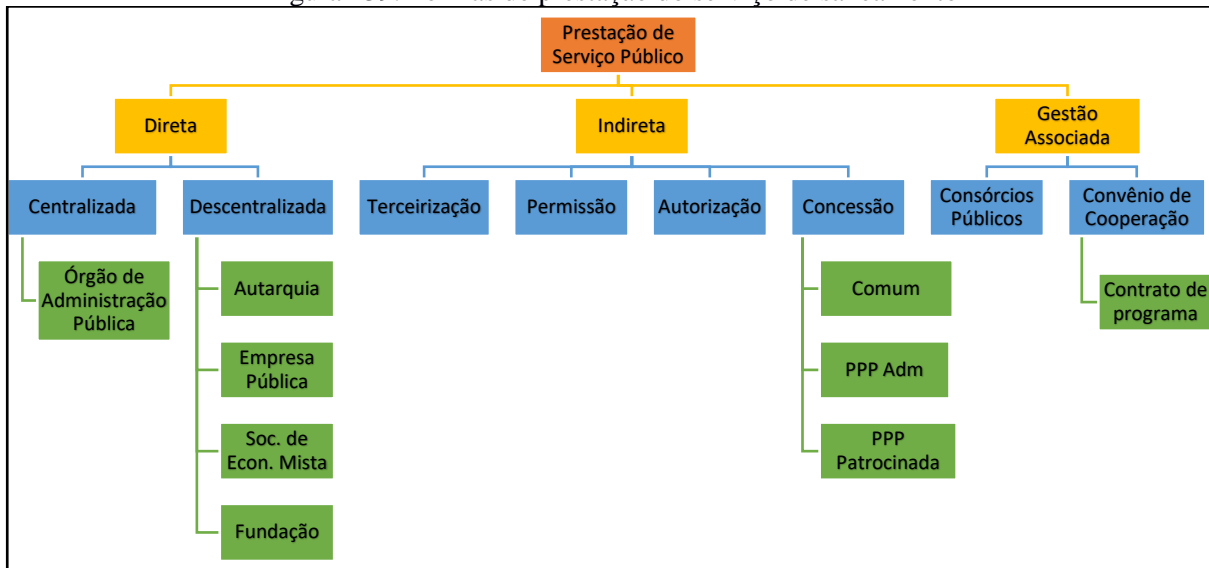 Prestação de
Serviço Público
Direta
Indireta
Gestão
Associada
Centralizada
Descentralizada
Terceirização
Permissão
Autorização
Concessão
Consórcios
Públicos
Convênio de
Cooperação
Órgão de
Administração
Pública
Autarquia
Empresa
Pública
Soc. de
Econ. Mista
Fundação
Comum
PPP Adm
PPP
Patrocinada
Contrato de
programa